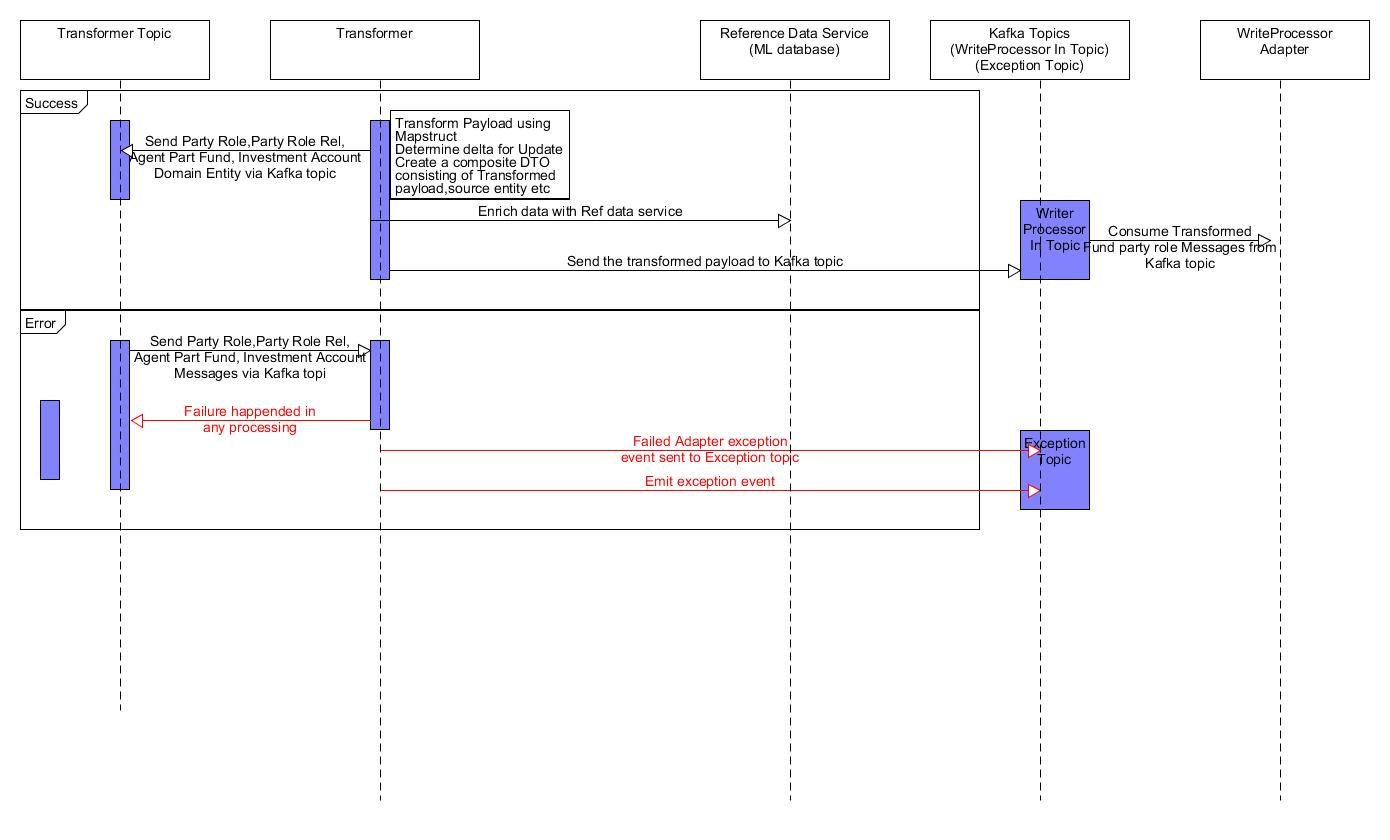 Transformer Topic
Transformer
Reference Data Service
(ML database)
Kafka Topics
(WriteProcessor In Topic)
(Exception Topic)
WriteProcessor
Adapter
Success
Send Party Role,Party Role Rel,
Agent Part Fund, Investment Account
Domain Entity via Kafka topic
Transform Payload using
Mapstruct
Determine delta for Update
Create a composite DTO
consisting of Transformed
payload,source entity etc
Enrich data with Ref data service
Writer
Processor
In Topic
Consume Transformed
Fund party role Messages from
Kafka topic
Send the transformed payload to Kafka topic
Error
Send Party Role,Party Role Rel,
Agent Part Fund, Investment Account
Messages via Kafka topi
Failure happended in
any processing
Failed Adapter exception
event sent to Exception topic
Exception
Topic
Emit exception event